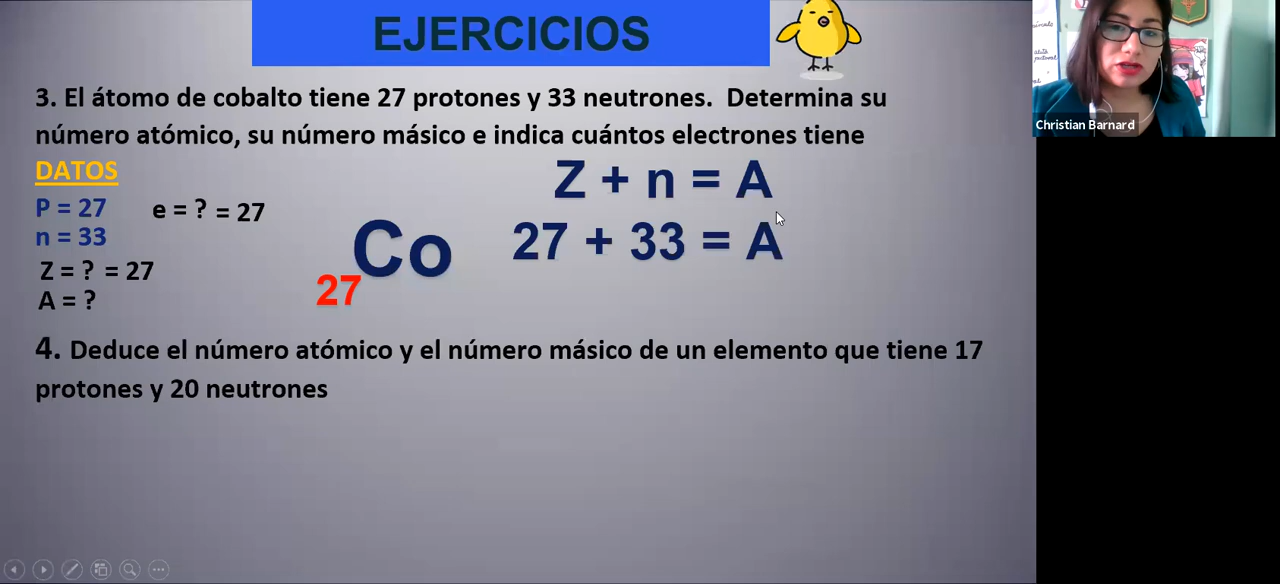 EJERCICIOS
3. El átomo de cobalto tiene 27 protones y 33 neutrones. Determina su
número atómico, su número másico e indica cuántos electrones tiene
DATOS
P = 27
e = ? = 27
n = 33
Z = ? = 27
A = ?
27Co
Z + n = A
27 + 33 = A
4. Deduce el número atómico y el número másico de un elemento que tiene 17
protones y 20 neutrones
Christian Barnard